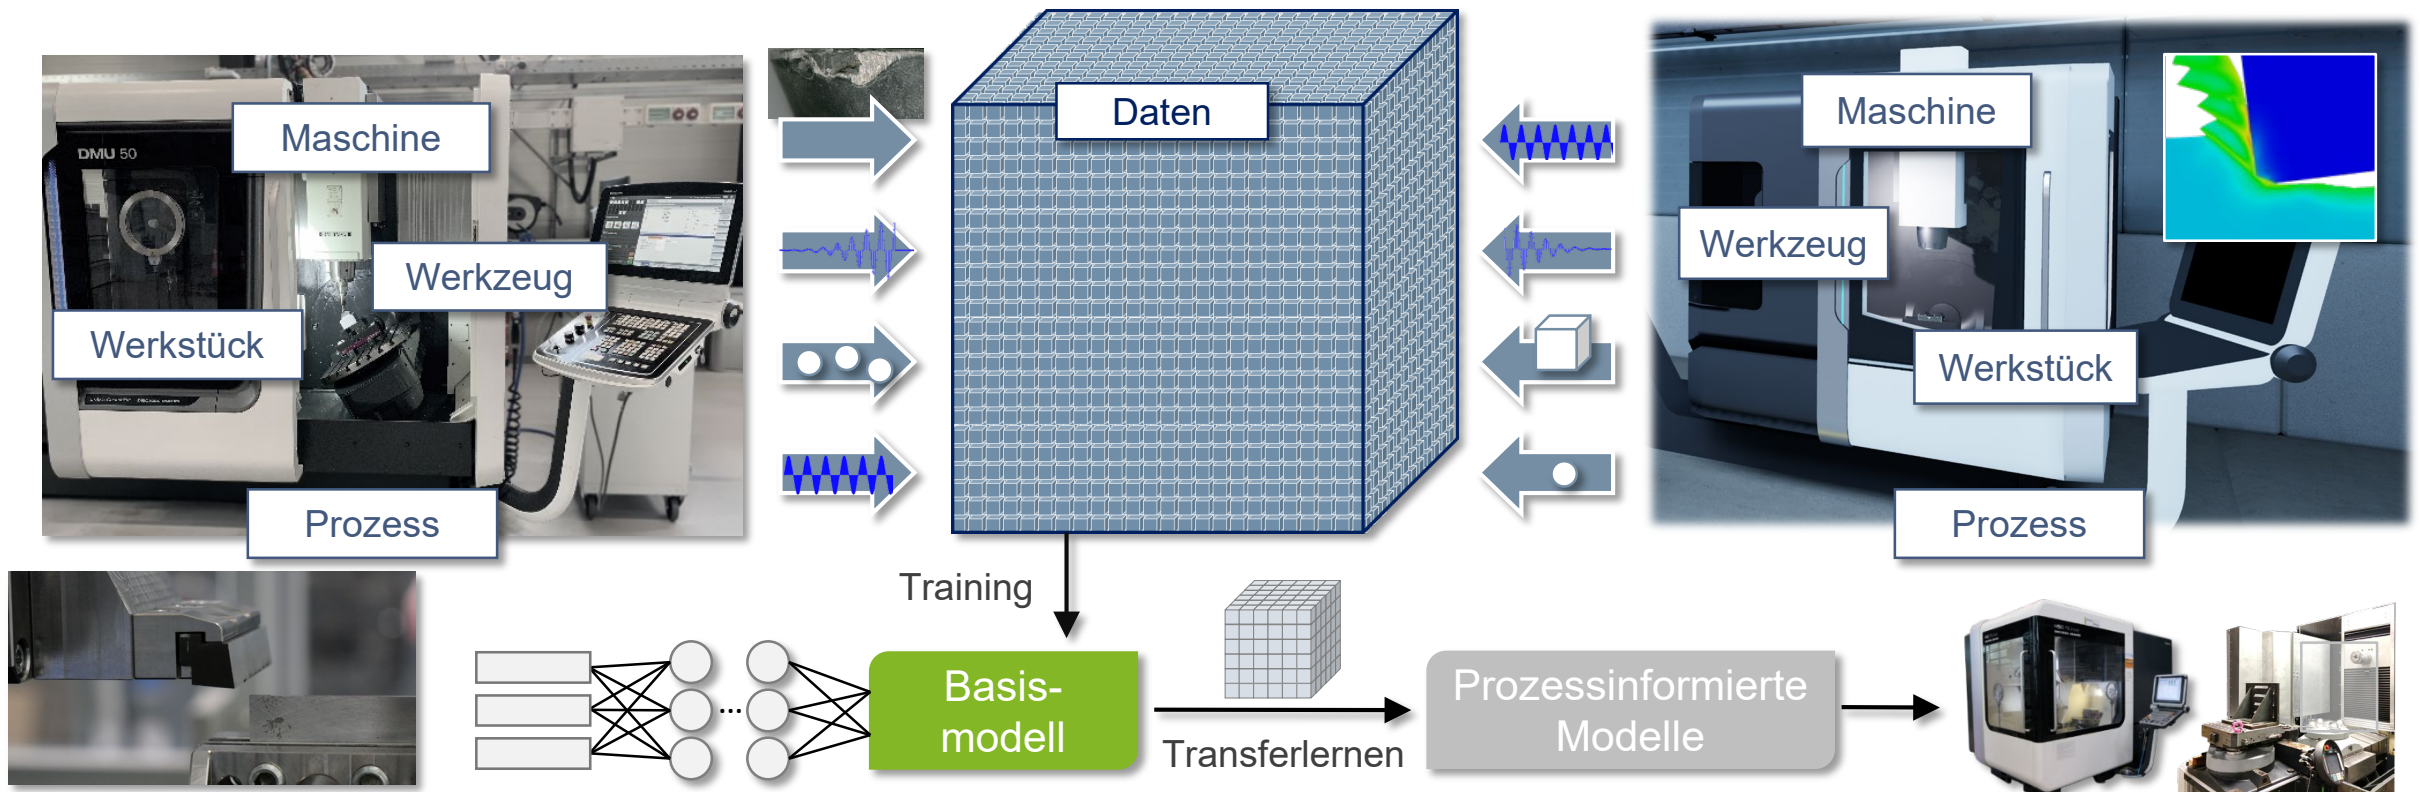 Maschine
DMU 50
Werkzeug
Werkstück
Prozess
Daten
Maschine
Werkzeug
Werkstück
Prozess
Training
Basis-
modell
...
Transferlernen
Prozessinformierte
Modelle